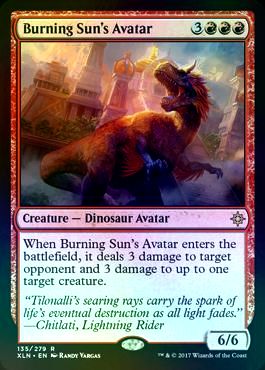 Burning Sun's Avatar 3
Creature — Dinosaur Avatar
When Burning Sun's Avatar enters the
battlefield, it deals 3 damage to target
opponent and 3 damage to up to one
target creature.
"Tilonalli's searing rays carry the spark of
life's eventual destruction as all light fades."
—Chitlati, Lightning Rider
6/6
135/279 R
XLN • EN RANDY VARGAS
™ & © 2017 Wizards of the Coast